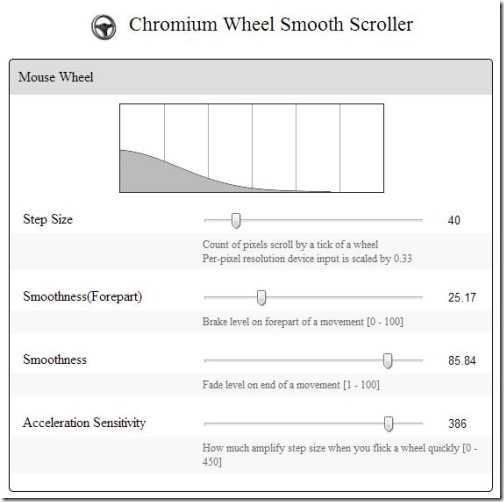 Chromium Wheel Smooth Scroller
Mouse Wheel
Step Size 40
Count of pixels scroll by a tick of a wheel
Per-pixel resolution device input is scaled by 0.33
Smoothness(Forepart) 25.17
Brake level on forepart of a movement [0 - 100]
Smoothness 85.84
Fade level on end of a movement [1 - 100]
Acceleration Sensitivity 386
How much amplify step size when you flick a wheel quickly [0 -
450]